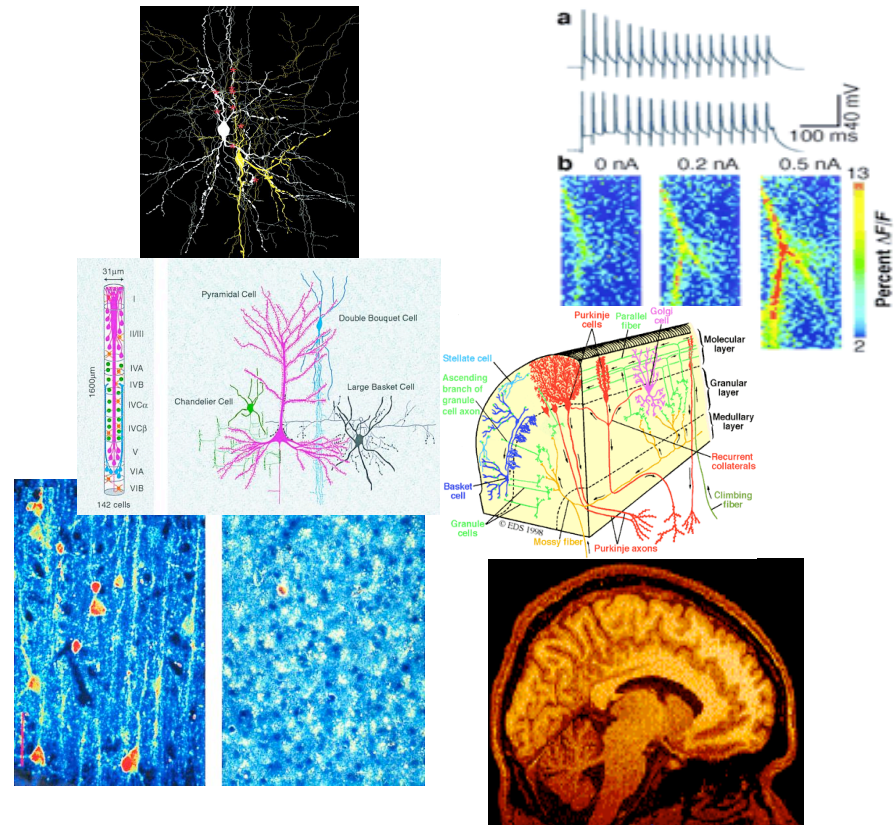 a
100 ms
40 mV
b
0 nA
0.2 nA
0.5 nA
13
Percent ΔF/F
2
31µm
1600µm
I
II/III
IVA
IVB
IVCα
IVCβ
V
VIA
VIB
142 cells
Pyramidal Cell
Double Bouquet Cell
Chandelier Cell
Large Basket Cell
Purkinje
cells
Parallel
fiber
Golgi
cell
Molecular
layer
Granular
layer
Medullary
layer
Stellate cell
Ascending
branch of
granule
cell axon
Basket
cell
Granule
cells
© EDS 1998
Mossy fiber
Purkinje axons
Recurrent
collaterals
Climbing
fiber